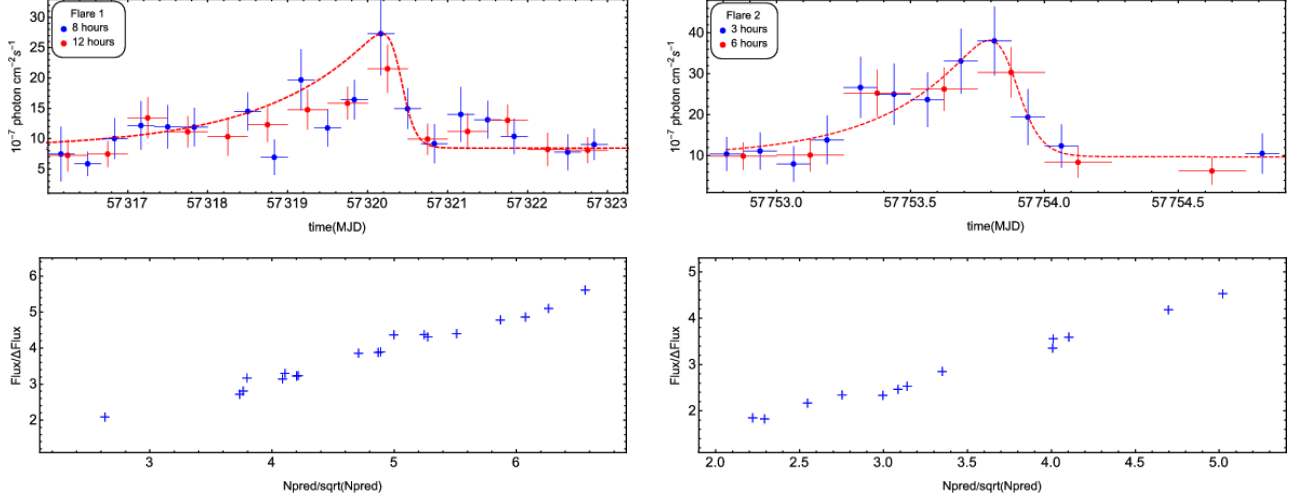 Flare 1
8 hours
12 hours
10⁻⁷ photon cm⁻² s⁻¹
30
25
20
15
10
5
57 317
57 318
57 319
57 320
57 321
57 322
57 323
time(MJD)
Flare 2
3 hours
6 hours
10⁻⁷ photon cm⁻² s⁻¹
40
30
20
10
57 753.0
57 753.5
57 754.0
57 754.5
time(MJD)
Flux/ΔFlux
6
5
4
3
2
3
4
5
6
Npred/sqrt(Npred)
Flux/ΔFlux
5
4
3
2
2.0
2.5
3.0
3.5
4.0
4.5
5.0
Npred/sqrt(Npred)